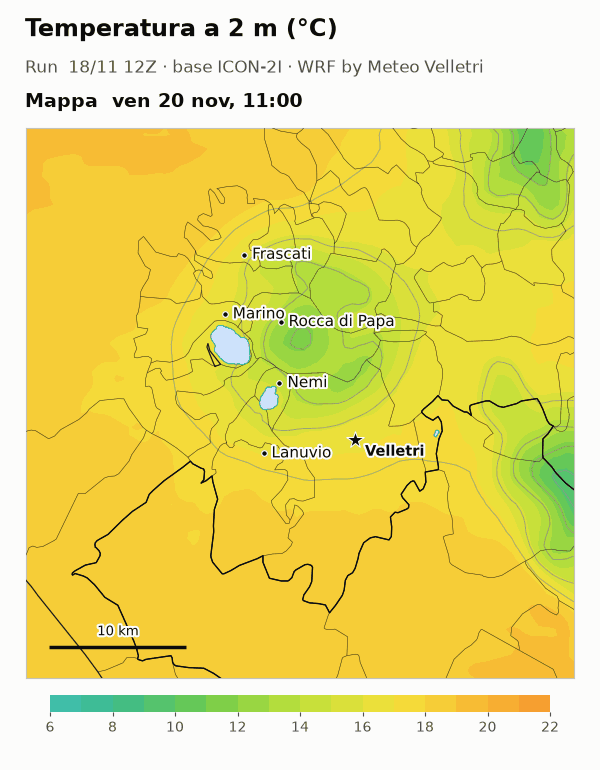 Temperatura a 2 m (°C)
Run  18/11 12Z · base ICON-2I · WRF by Meteo Velletri
Mappa  ven 20 nov, 11:00
Frascati
Marino
Rocca di Papa
Nemi
Velletri
Lanuvio
10 km
6 8 10 12 14 16 18 20 22